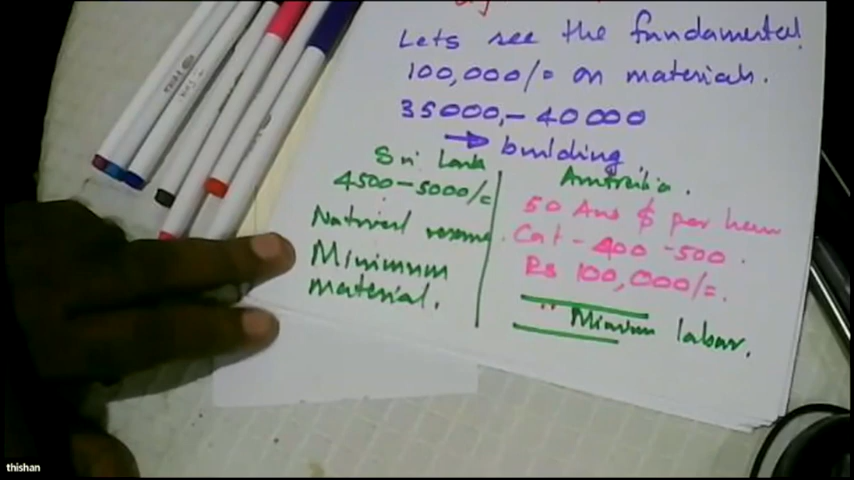 Lets see the fundamental
100,000/= on materials.
35000,- 40000
→ building
Sri Lanka
4500-5000/=
Natural
Minimum
material.
Australia.
50 Aus $ per
Cat - 400 - 500.
Rs 100,000/=.
" Minimum labour.
thishan